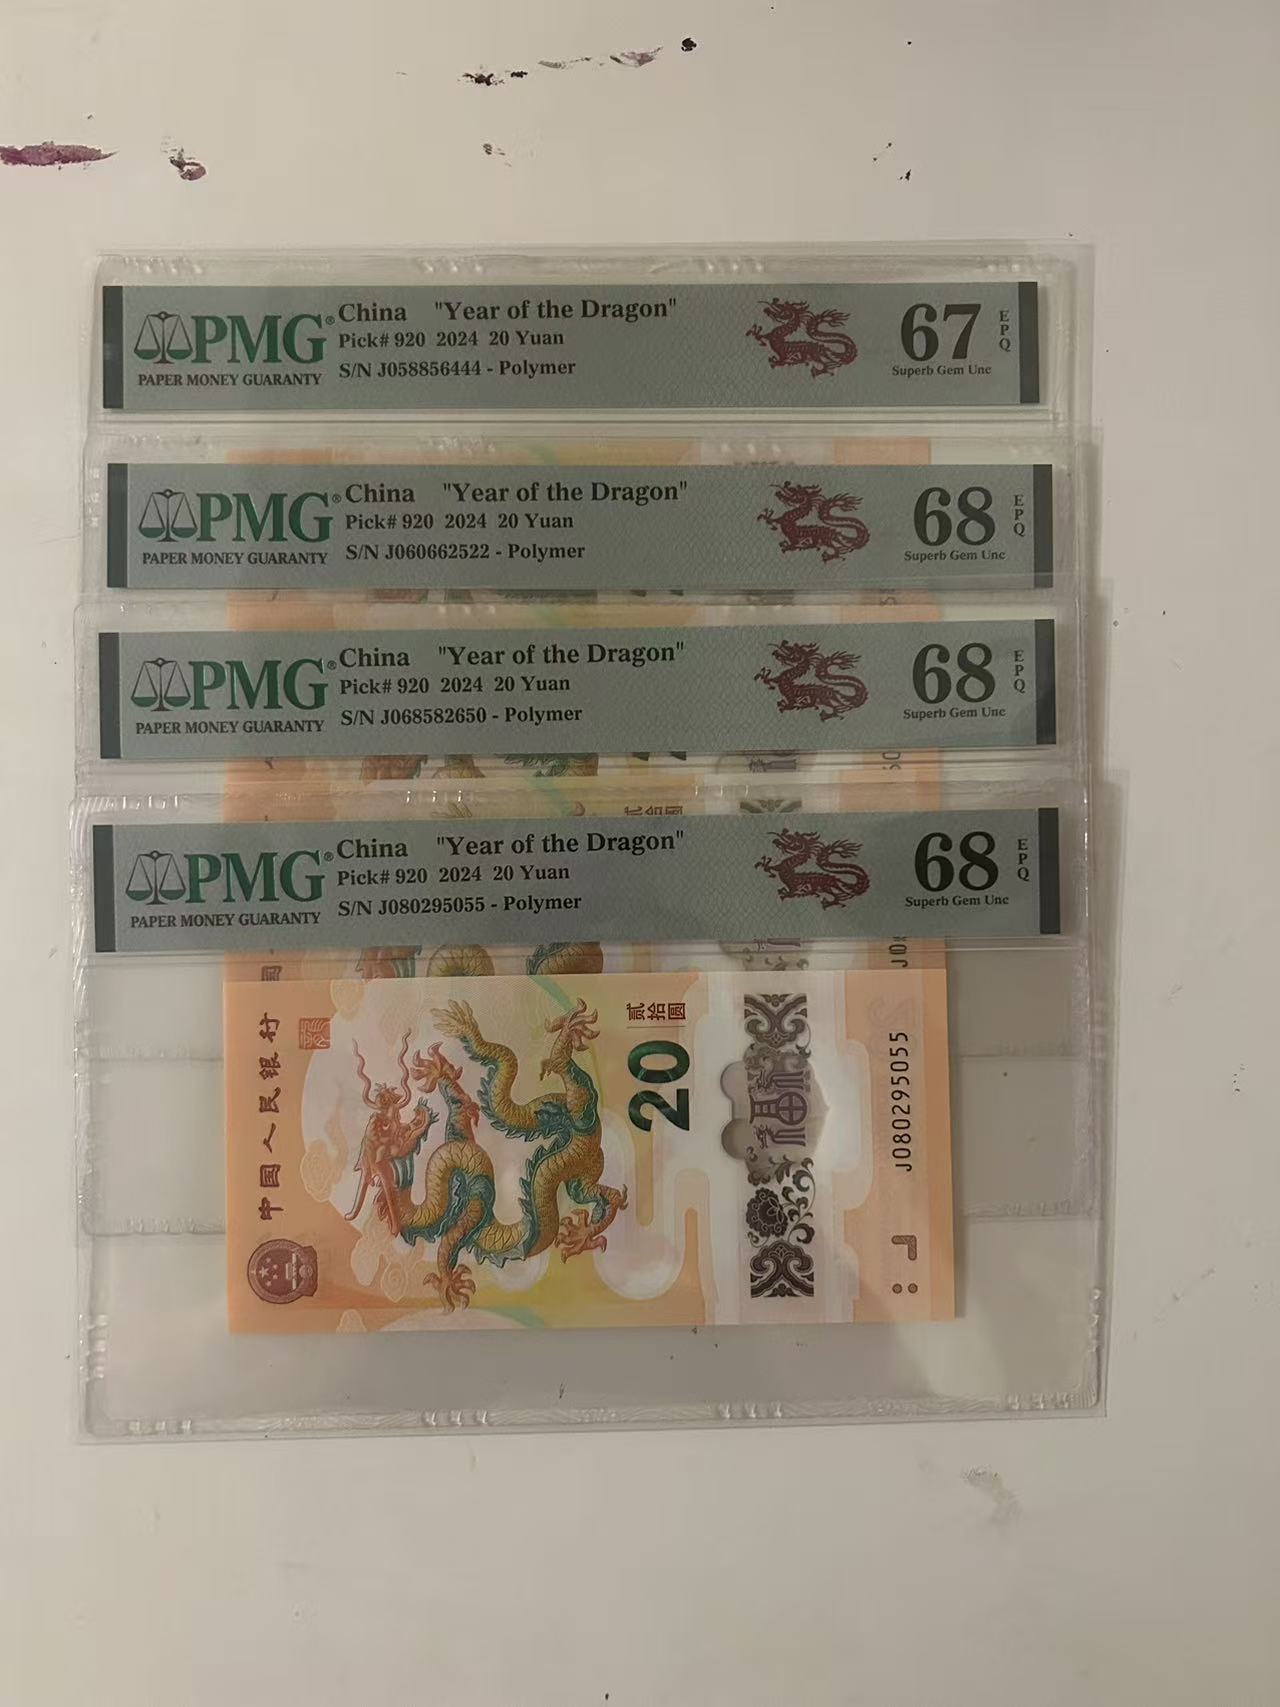 PMG®
PAPER MONEY GUARANTY
China "Year of the Dragon"
Pick# 920 2024 20 Yuan
S/N J058856444 - Polymer
67
EPQ
Superb Gem Unc
PMG®
PAPER MONEY GUARANTY
China "Year of the Dragon"
Pick# 920 2024 20 Yuan
S/N J060662522 - Polymer
68
EPQ
Superb Gem Unc
PMG®
PAPER MONEY GUARANTY
China "Year of the Dragon"
Pick# 920 2024 20 Yuan
S/N J068582650 - Polymer
68
EPQ
Superb Gem Unc
PMG®
PAPER MONEY GUARANTY
China "Year of the Dragon"
Pick# 920 2024 20 Yuan
S/N J080295055 - Polymer
68
EPQ
Superb Gem Unc
中国人民银行
贰拾圆
20
J080295055